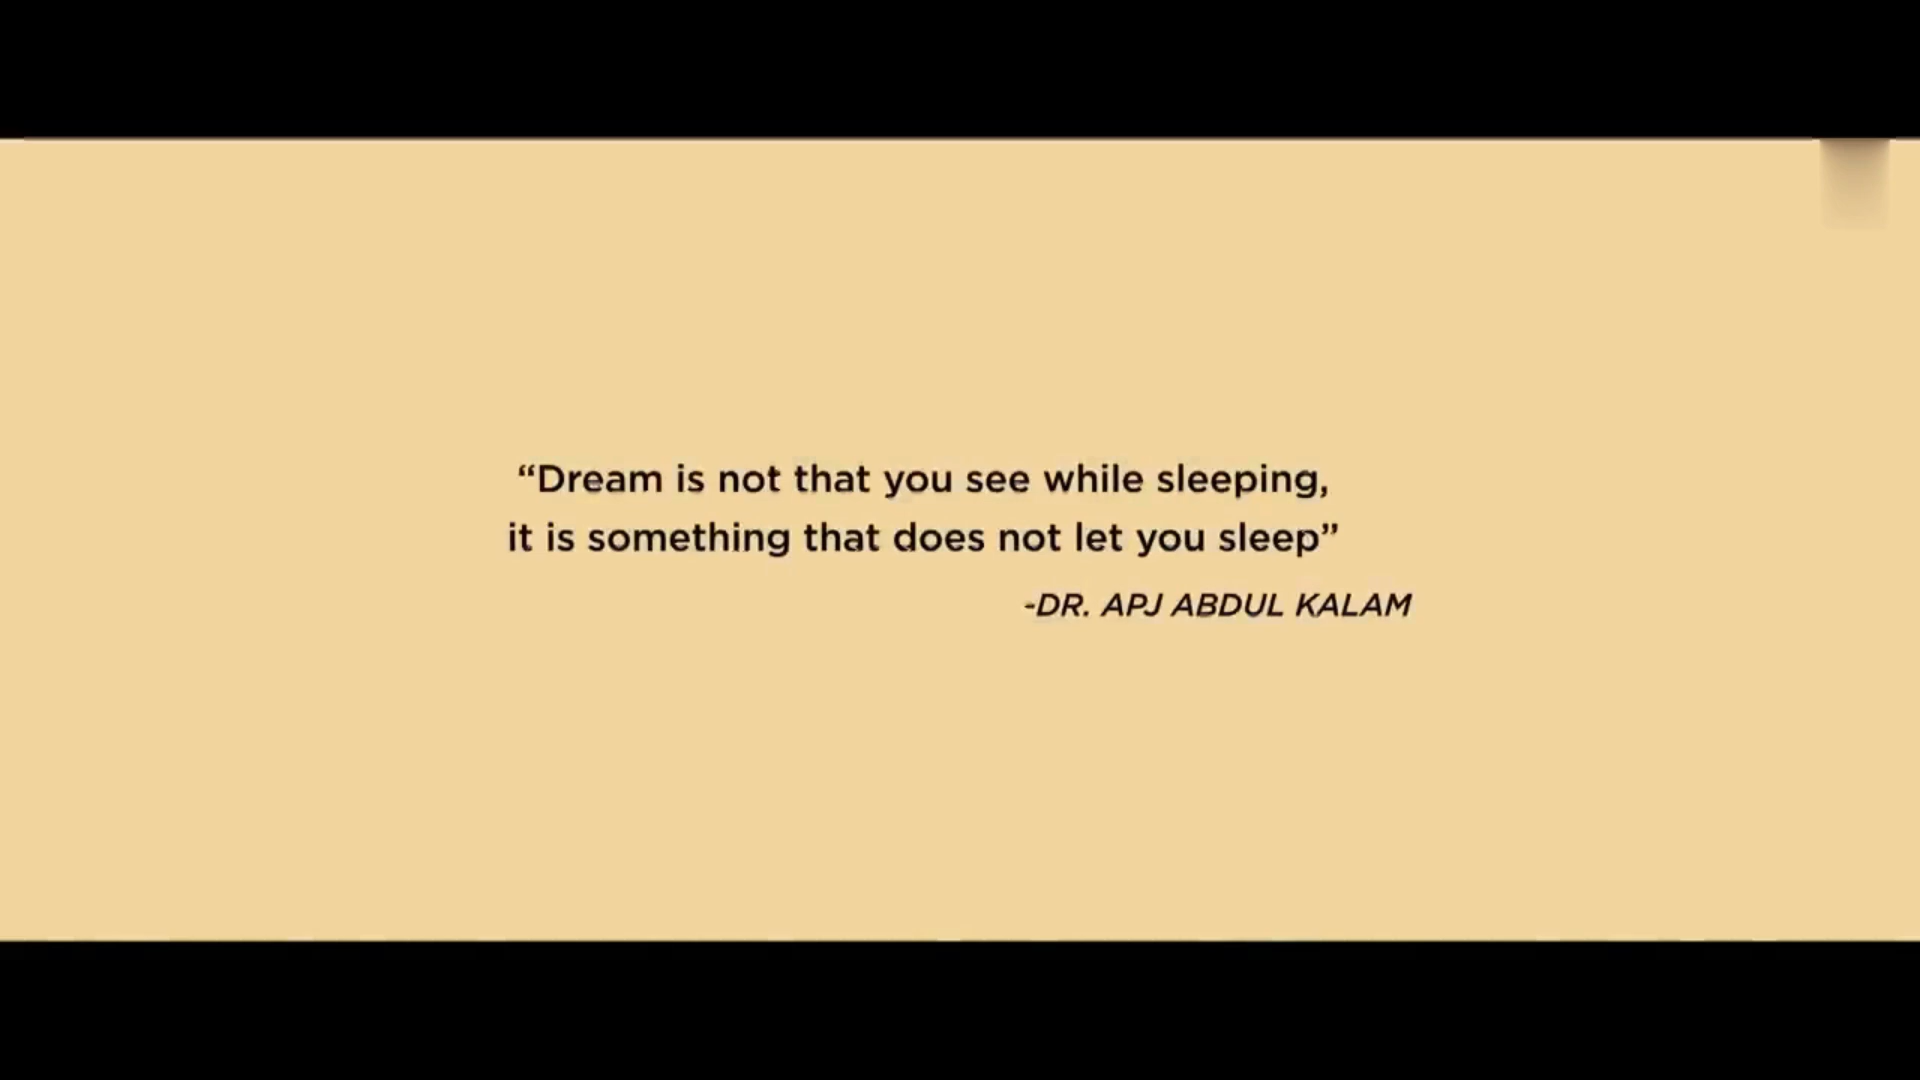 “Dream is not that you see while sleeping,
it is something that does not let you sleep”
-DR. APJ ABDUL KALAM